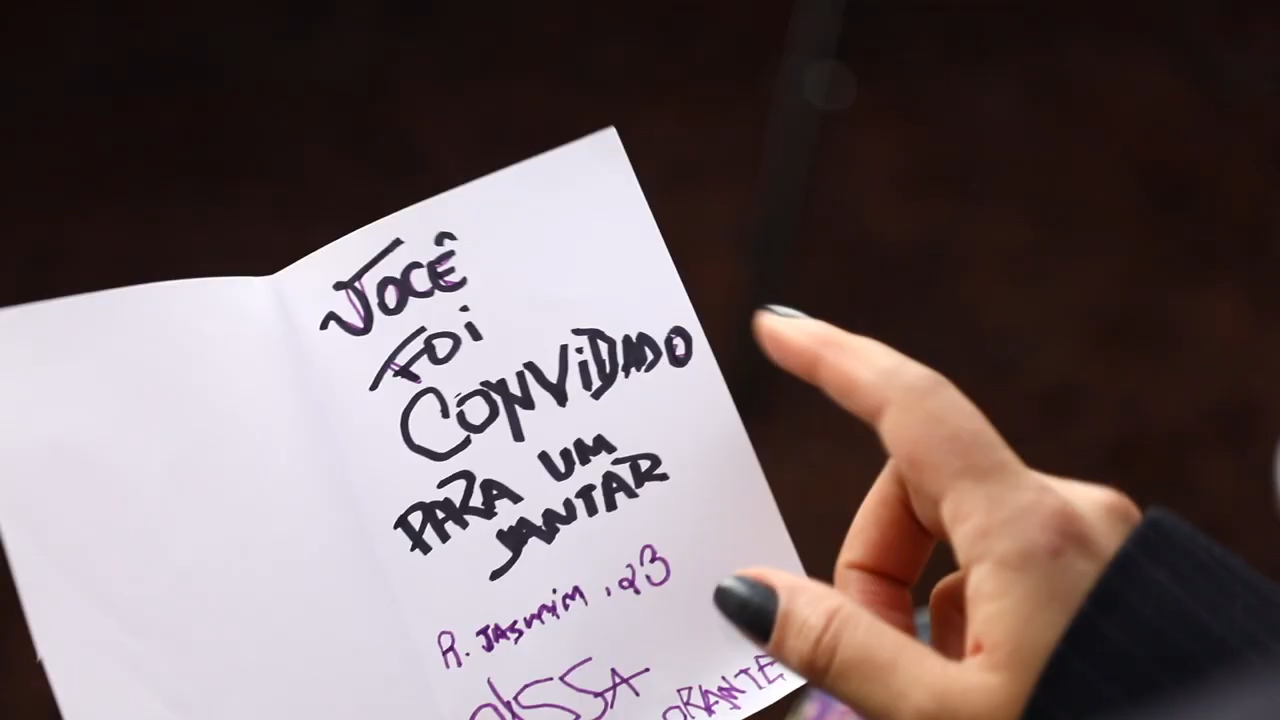 VOCÊ
FOI
CONVIDADO
PARA UM
JANTAR
R. JASMIM, 23